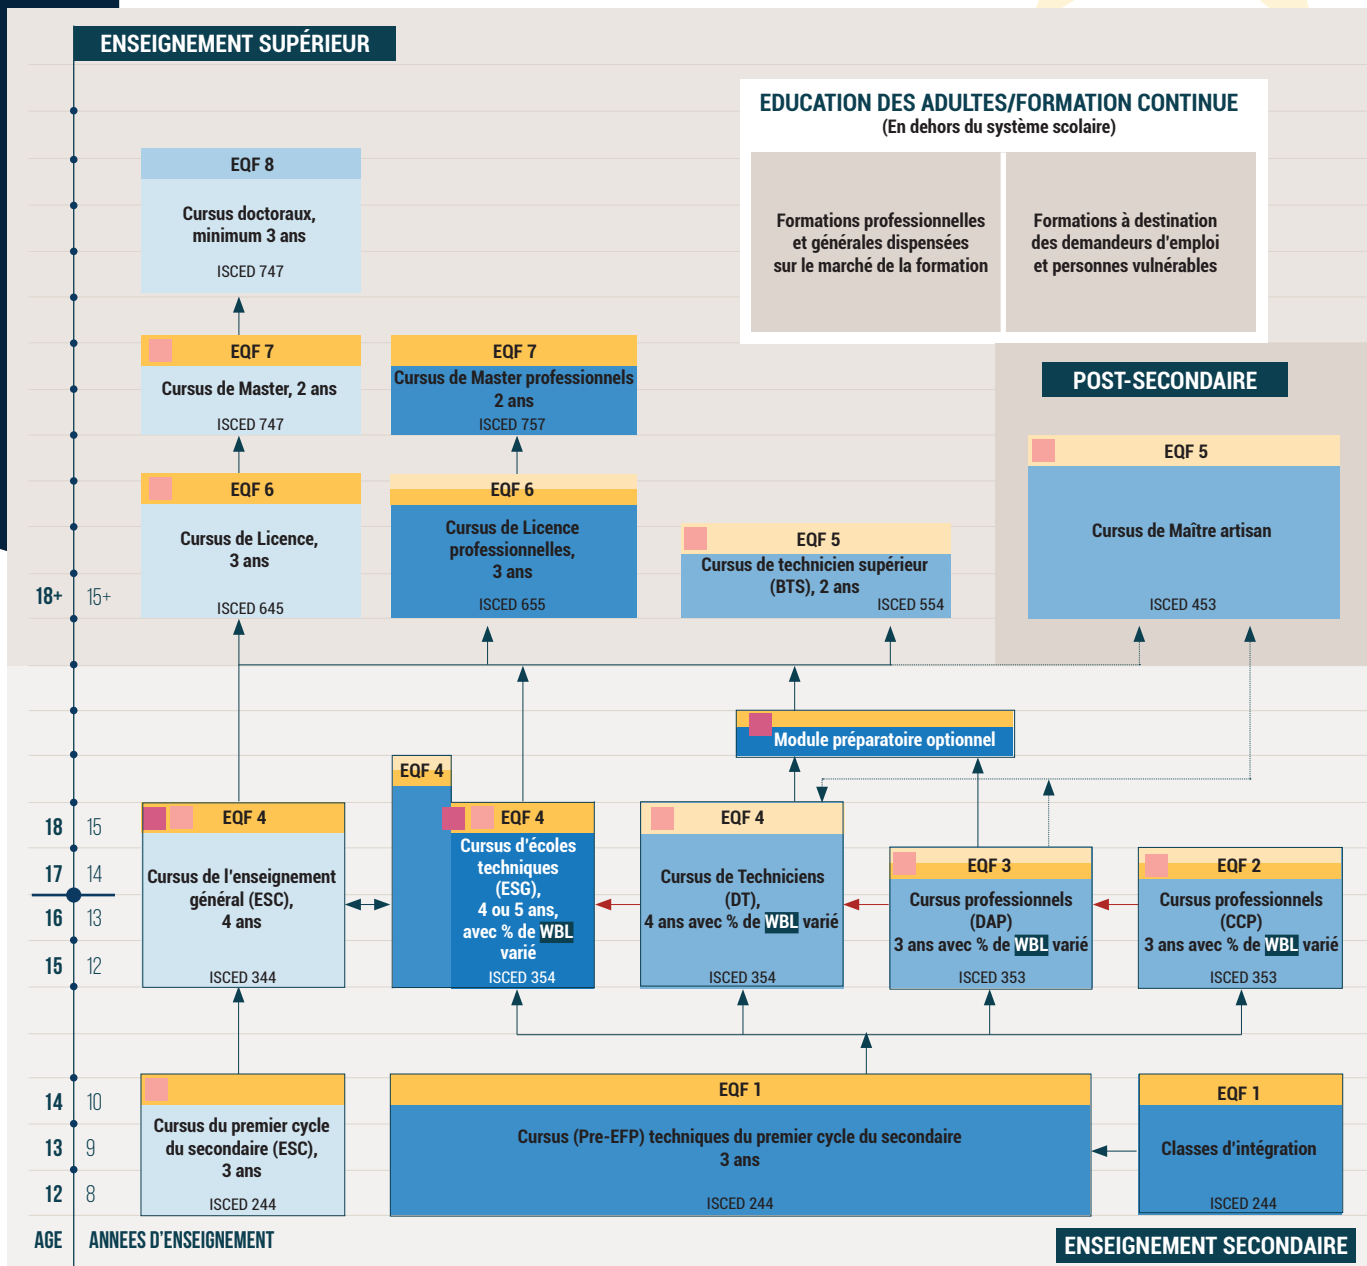 ENSEIGNEMENT SUPÉRIEUR
EDUCATION DES ADULTES/FORMATION CONTINUE
(En dehors du système scolaire)
Formations professionnelles
et générales dispensées
sur le marché de la formation
Formations à destination
des demandeurs d'emploi
et personnes vulnérables
EQF 8
Cursus doctoraux,
minimum 3 ans
ISCED 747
EQF 7
Cursus de Master, 2 ans
ISCED 747
EQF 7
Cursus de Master professionnels
2 ans
ISCED 757
POST-SECONDAIRE
EQF 6
Cursus de Licence,
3 ans
ISCED 645
EQF 6
Cursus de Licence
professionnelles,
3 ans
ISCED 655
EQF 5
Cursus de technicien supérieur
(BTS), 2 ans
ISCED 554
EQF 5
Cursus de Maître artisan
ISCED 453
18+ 15+
Module préparatoire optionnel
EQF 4
18 15
17 14
16 13
15 12
EQF 4
Cursus de l'enseignement
général (ESC),
4 ans
ISCED 344
EQF 4
Cursus d'écoles
techniques
(ESG),
4 ou 5 ans,
avec % de WBL
varié
ISCED 354
EQF 4
Cursus de Techniciens
(DT),
4 ans avec % de WBL varié
ISCED 354
EQF 3
Cursus professionnels
(DAP)
3 ans avec % de WBL varié
ISCED 353
EQF 2
Cursus professionnels
(CCP)
3 ans avec % de WBL varié
ISCED 353
14 10
13 9
12 8
Cursus du premier cycle
du secondaire (ESC),
3 ans
ISCED 244
EQF 1
Cursus (Pre-EFP) techniques du premier cycle du secondaire
3 ans
ISCED 244
EQF 1
Classes d'intégration
ISCED 244
AGE ANNEES D'ENSEIGNEMENT
ENSEIGNEMENT SECONDAIRE